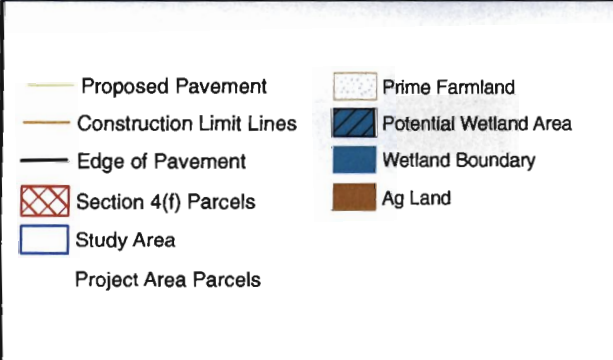 Proposed Pavement
Construction Limit Lines
Edge of Pavement
Section 4(f) Parcels
Study Area
Project Area Parcels
Prime Farmland
Potential Wetland Area
Wetland Boundary
Ag Land